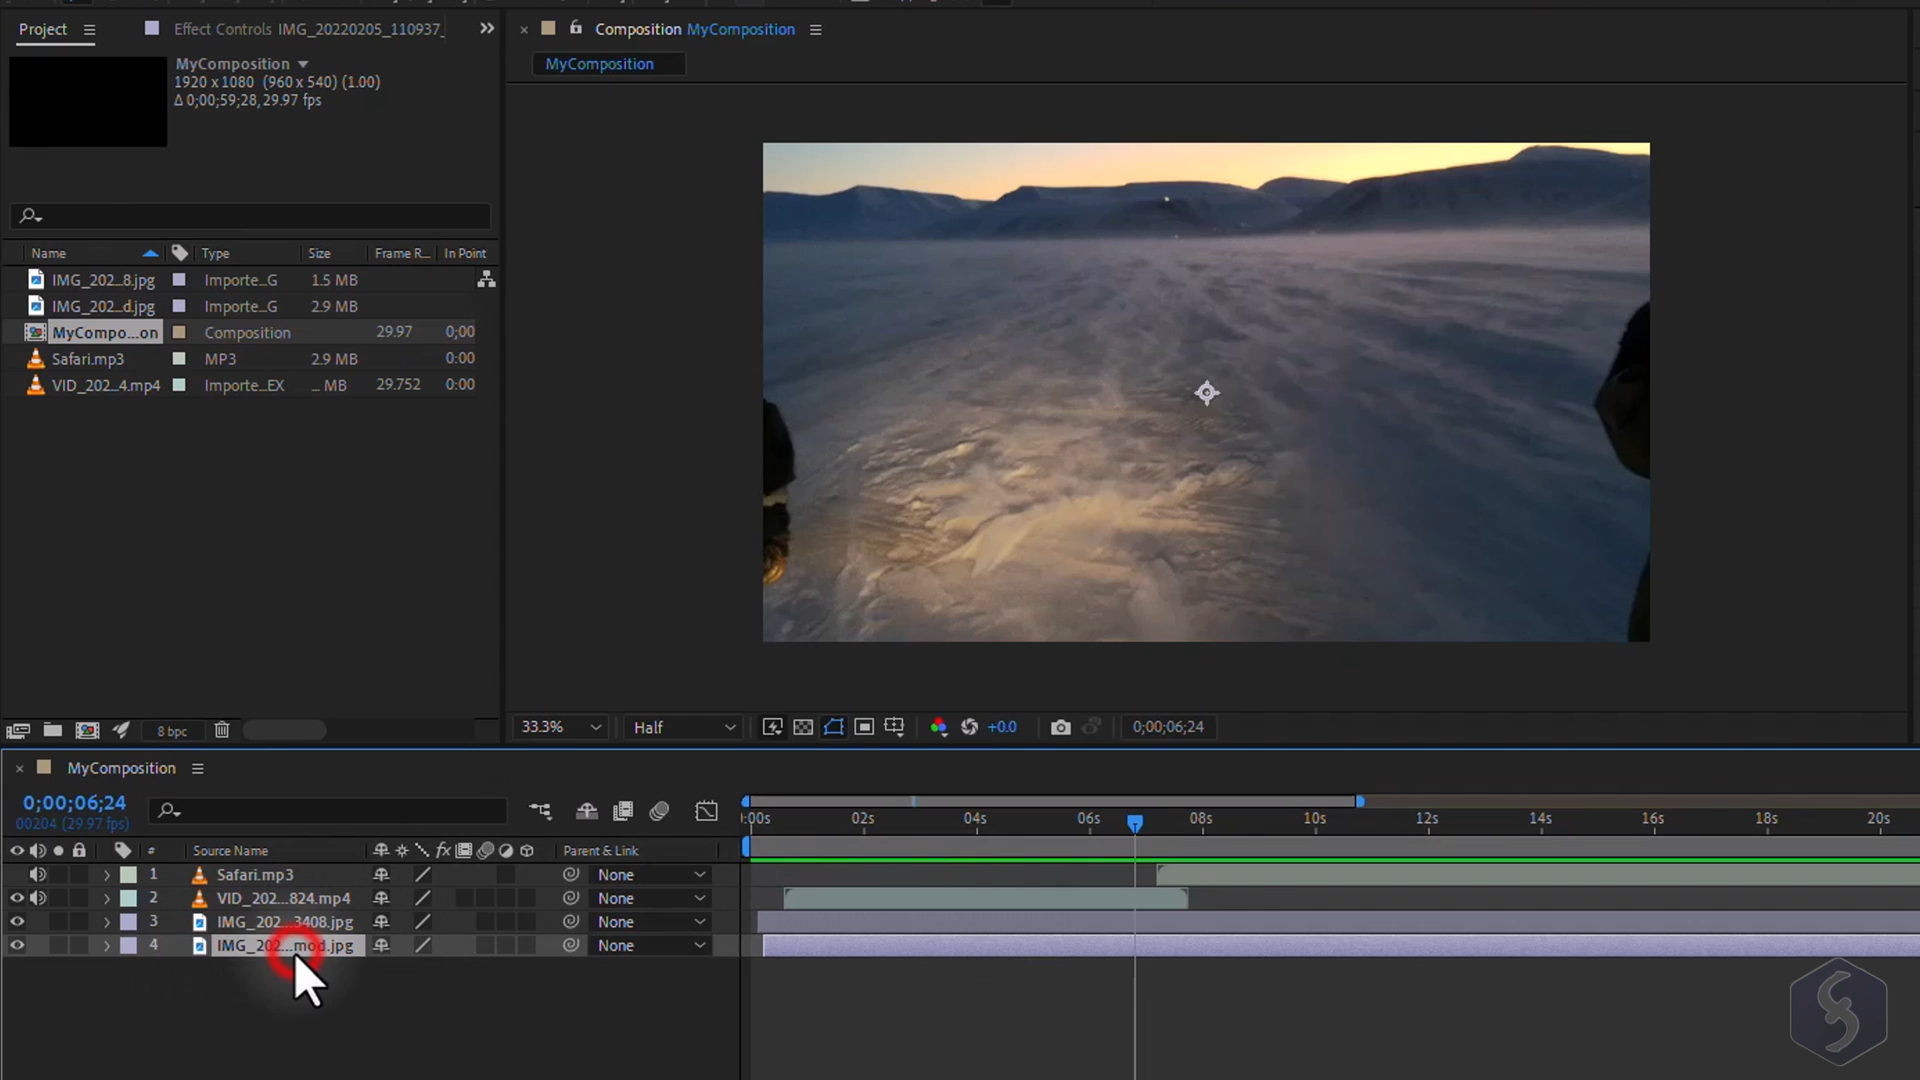 Project
Effect Controls IMG_20220205_110937_
Composition MyComposition
MyComposition
MyComposition
1920 x 1080 (960 x 540) (1.00)
Δ 0;00;59;28, 29.97 fps
Name Type Size Frame R... In Point
IMG_202...8.jpg Importe...G 1.5 MB
IMG_202...d.jpg Importe...G 2.9 MB
MyCompo...on Composition 29.97 0;00
Safari.mp3 MP3 2.9 MB 0:00
VID_202...4.mp4 Importe...EX ... MB 29.752 0:00
8 bpc
33.3% Half +0.0 0;00;06;24
MyComposition
0;00;06;24
00204 (29.97 fps)
:00s 02s 04s 06s 08s 10s 12s 14s 16s 18s 20s
# Source Name fx Parent & Link
1 Safari.mp3 None
2 VID_202...824.mp4 None
3 IMG_202...3408.jpg None
4 IMG_202...mod.jpg None